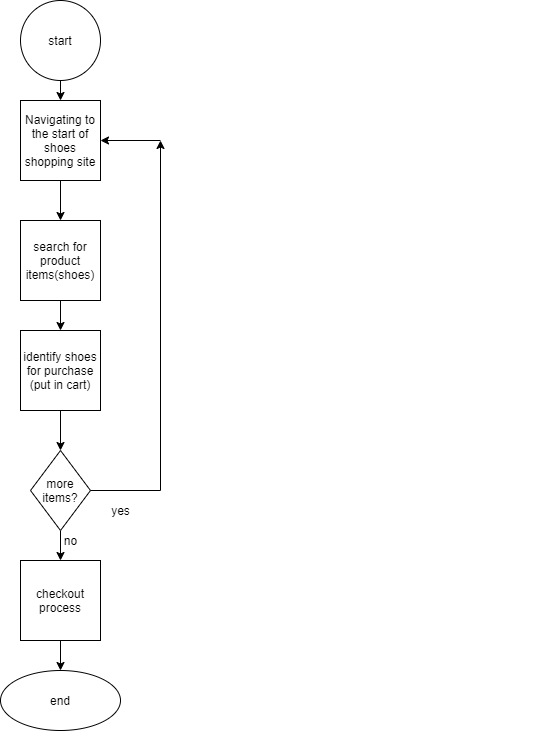 start
Navigating to
the start of
shoes
shopping site
search for
product
items(shoes)
identify shoes
for purchase
(put in cart)
more
items?
yes
no
checkout
process
end